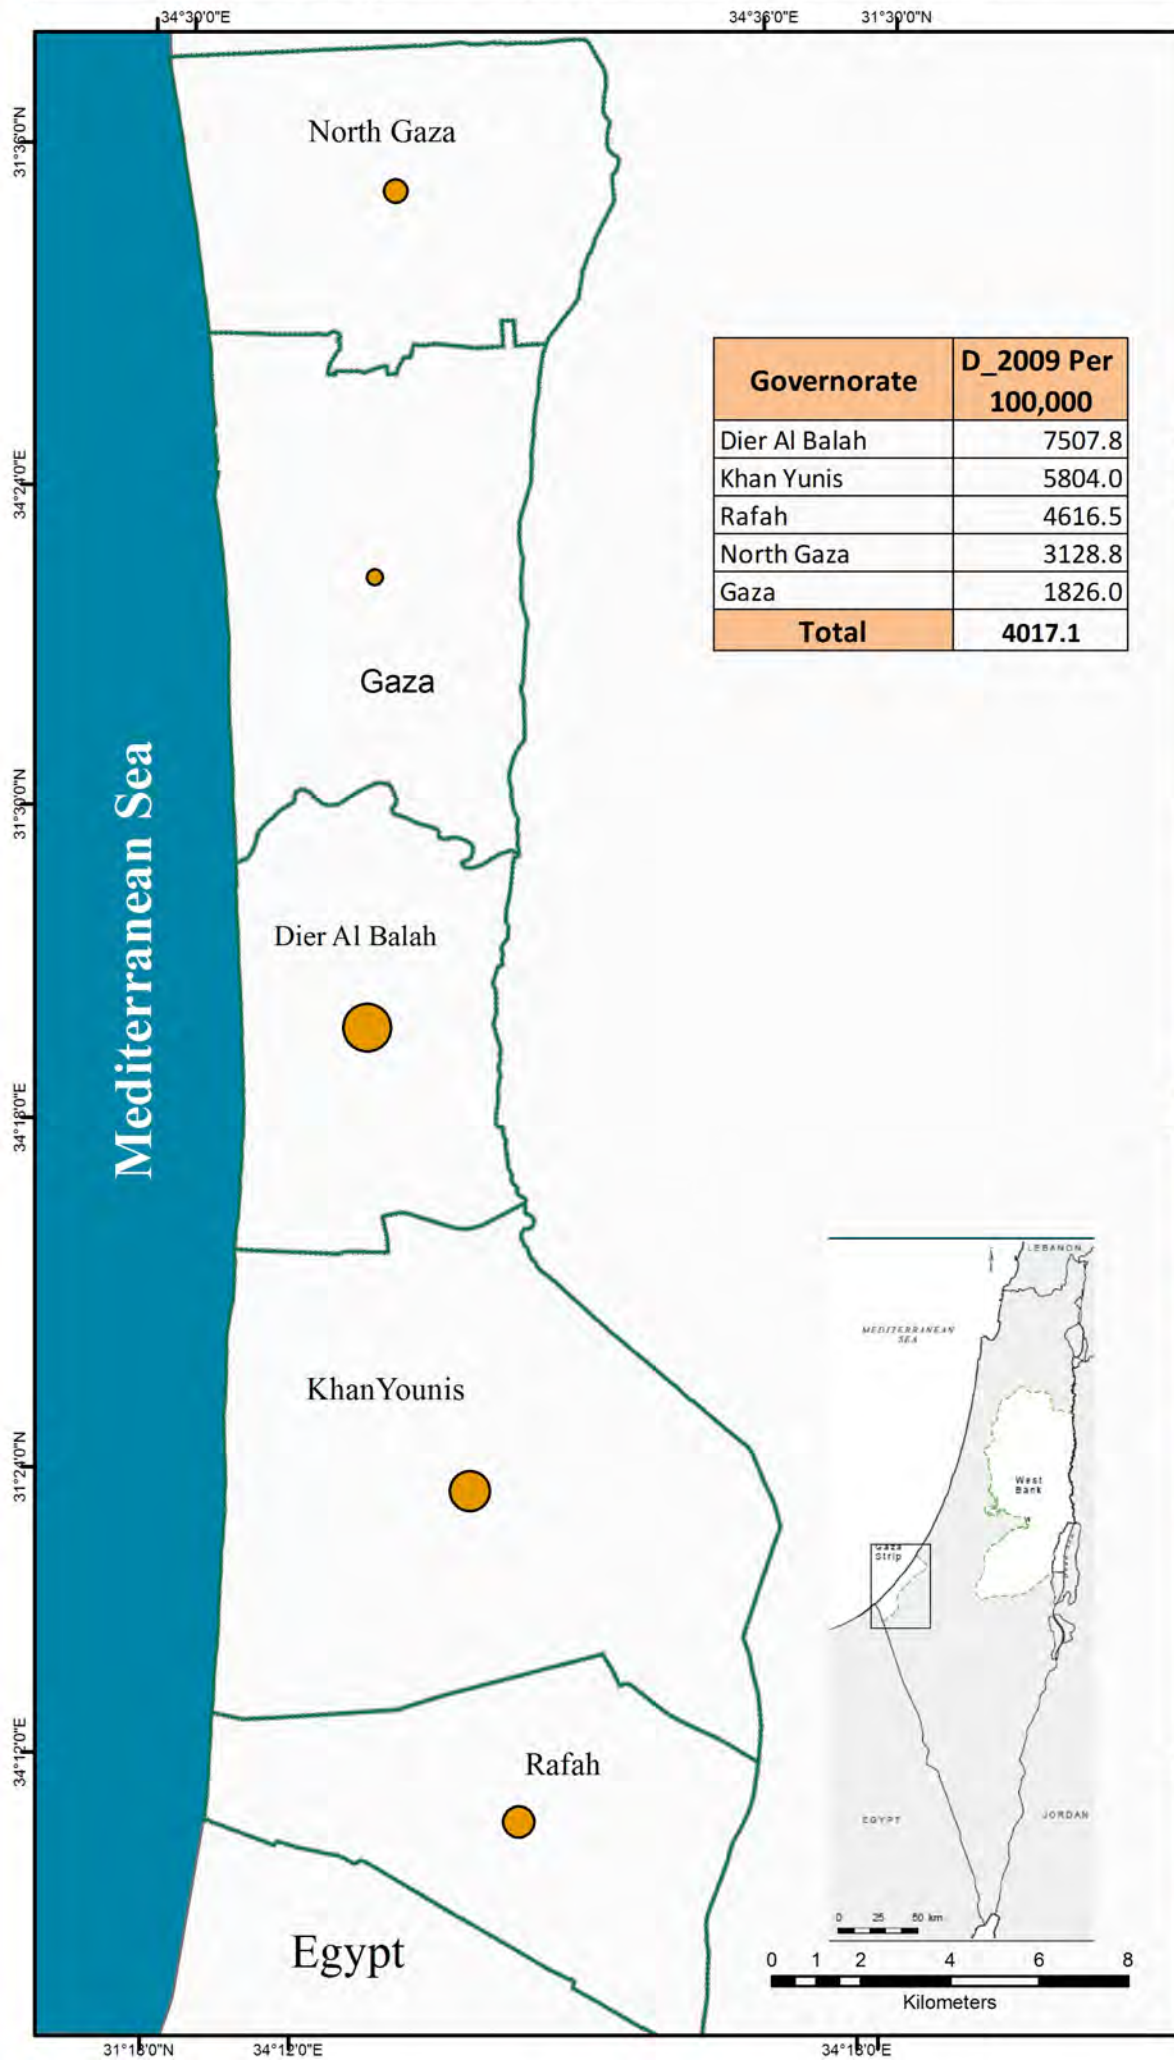 34°30'0"E
34°36'0"E
31°30'0"N
31°36'0"N
North Gaza
Governorate
D_2009 Per
100,000
Dier Al Balah
7507.8
Khan Yunis
5804.0
Rafah
4616.5
North Gaza
3128.8
Gaza
1826.0
Total
4017.1
34°24'0"E
Gaza
Mediterranean Sea
31°30'0"N
Dier Al Balah
34°18'0"E
LEBANON
MEDITERRANEAN
SEA
KhanYounis
31°24'0"N
West
Bank
Gaza
Strip
Rafah
34°12'0"E
EGYPT
JORDAN
0 25 50 km
Egypt
0 1 2 4 6 8
Kilometers
31°18'0"N
34°12'0"E
34°18'0"E